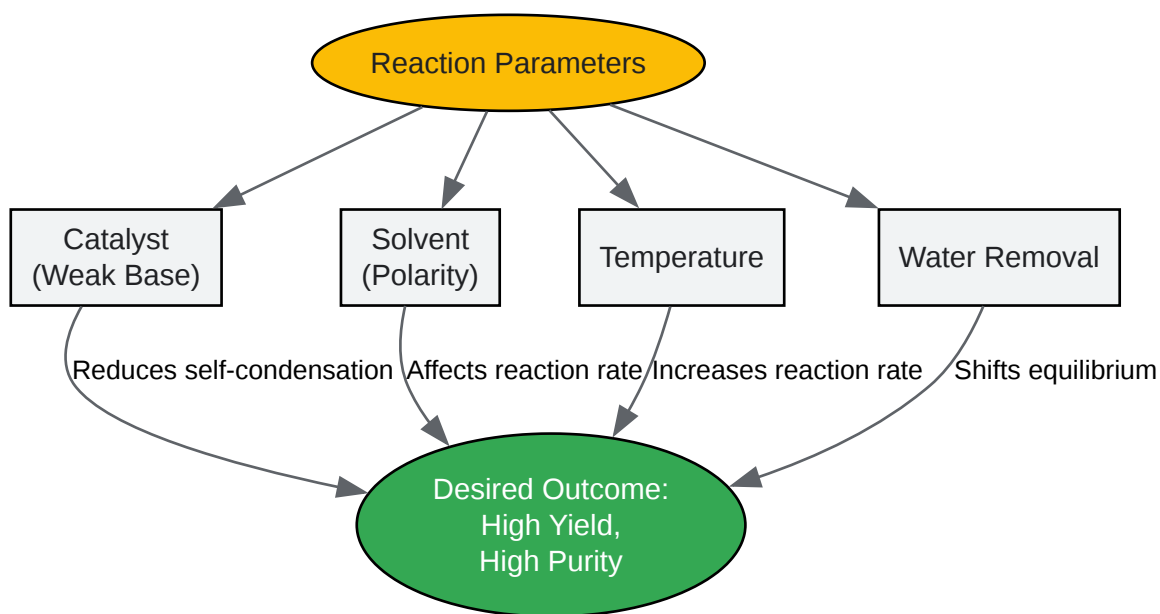 Reaction Parameters
Catalyst
(Weak Base)
Solvent
(Polarity)
Temperature
Water Removal
Reduces self-condensation
Affects reaction rate
Increases reaction rate
Shifts equilibrium
Desired Outcome:
High Yield,
High Purity